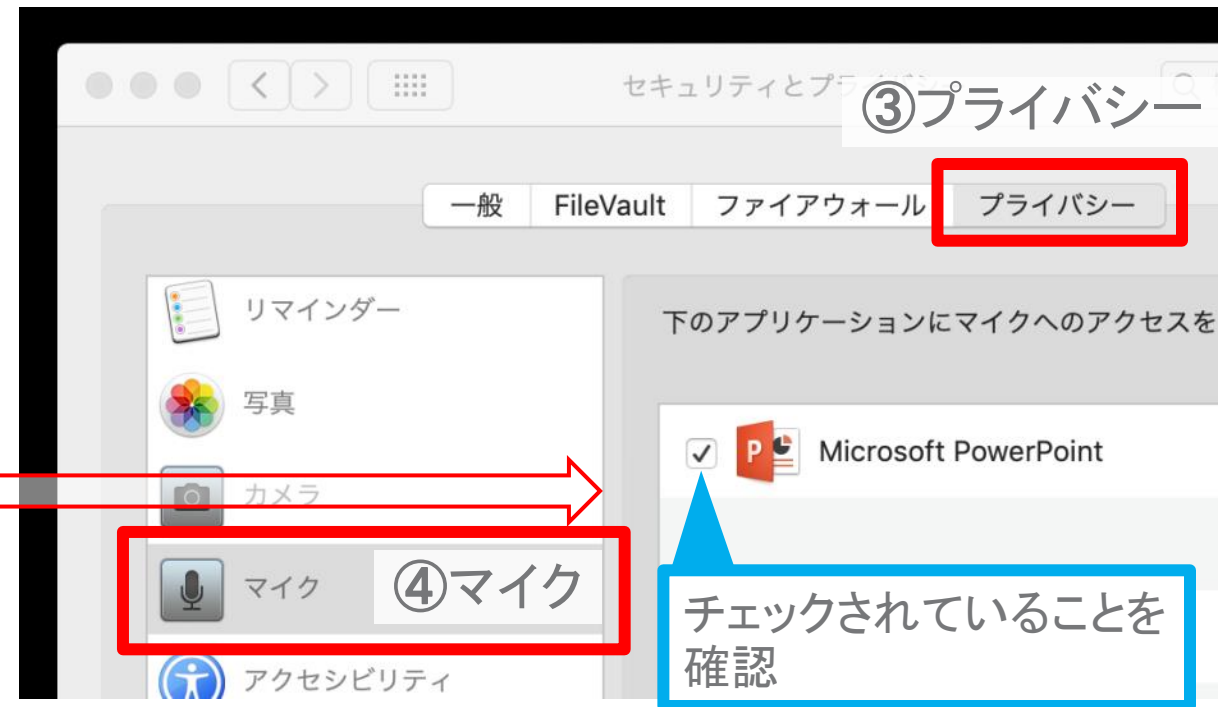 セキュリティとプ
③プライバシー
一般 FileVault ファイアウォール プライバシー
リマインダー
下のアプリケーションにマイクへのアクセスを
写真
Microsoft PowerPoint
カメラ
マイク
④マイク
チェックされていることを
確認
アクセシビリティ